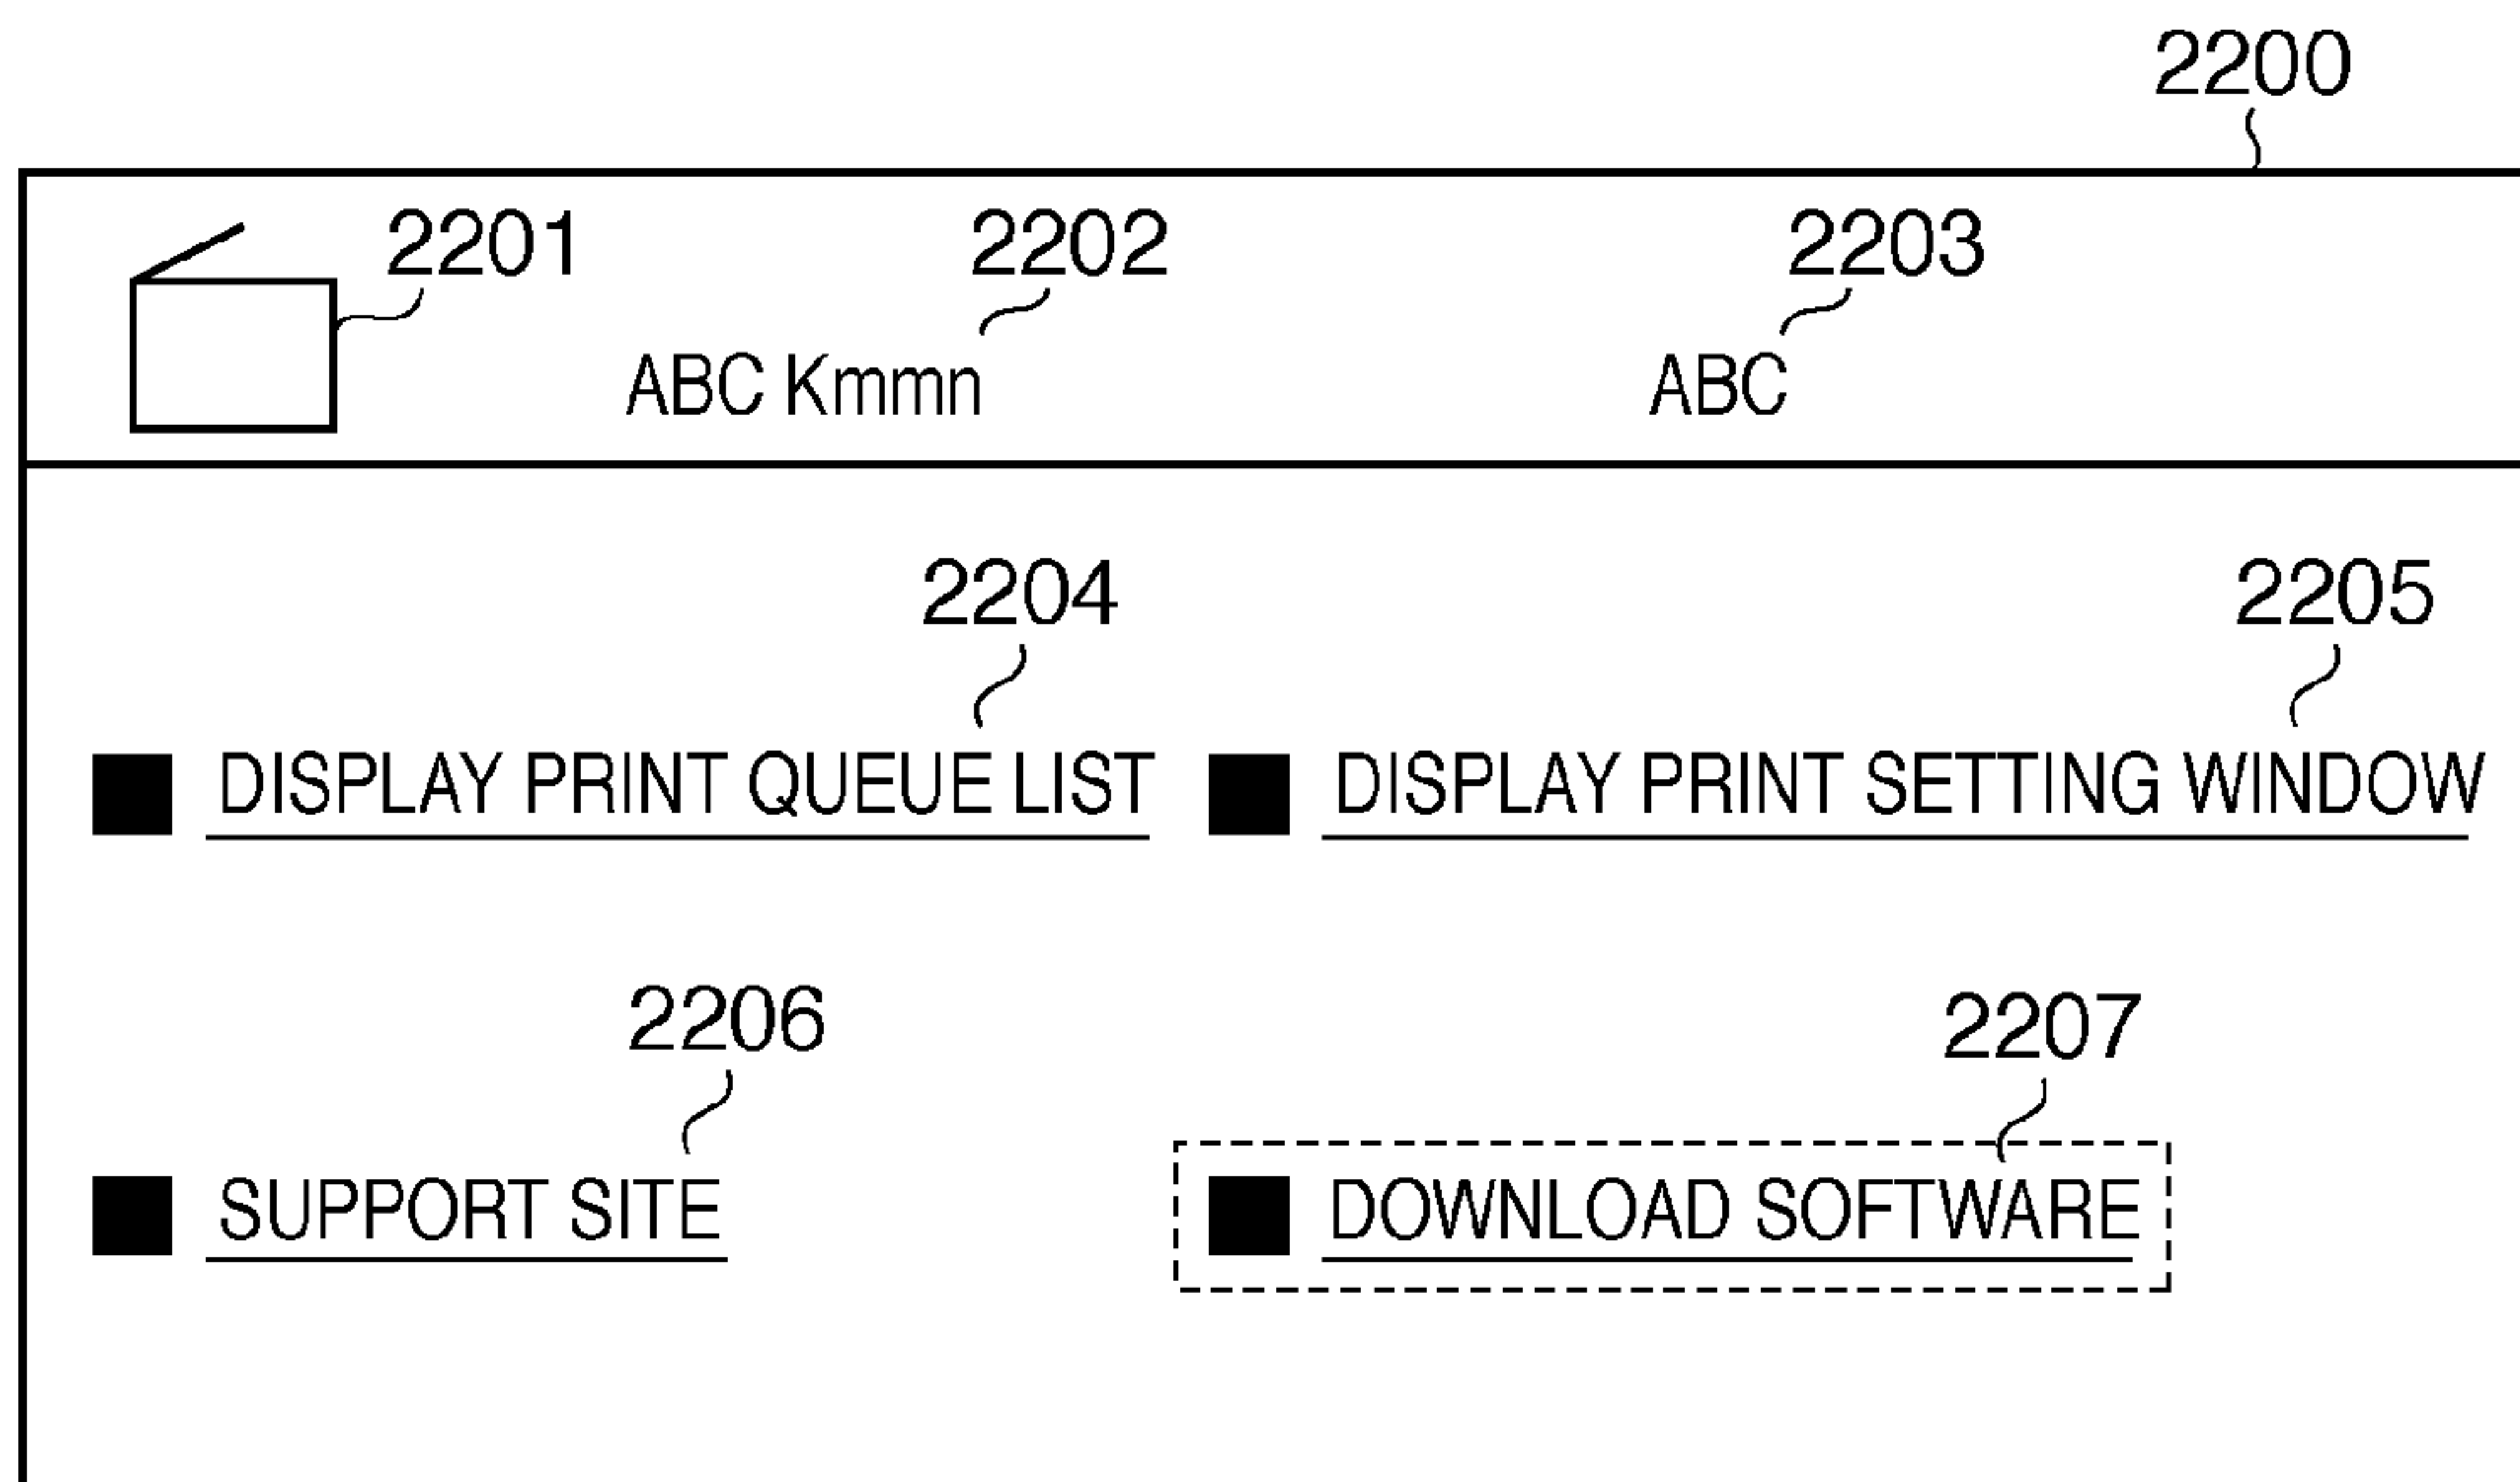 2200
2201 2202 2203
ABC Kmmn ABC
2204 2205
DISPLAY PRINT QUEUE LIST DISPLAY PRINT SETTING WINDOW
2206 2207
SUPPORT SITE DOWNLOAD SOFTWARE